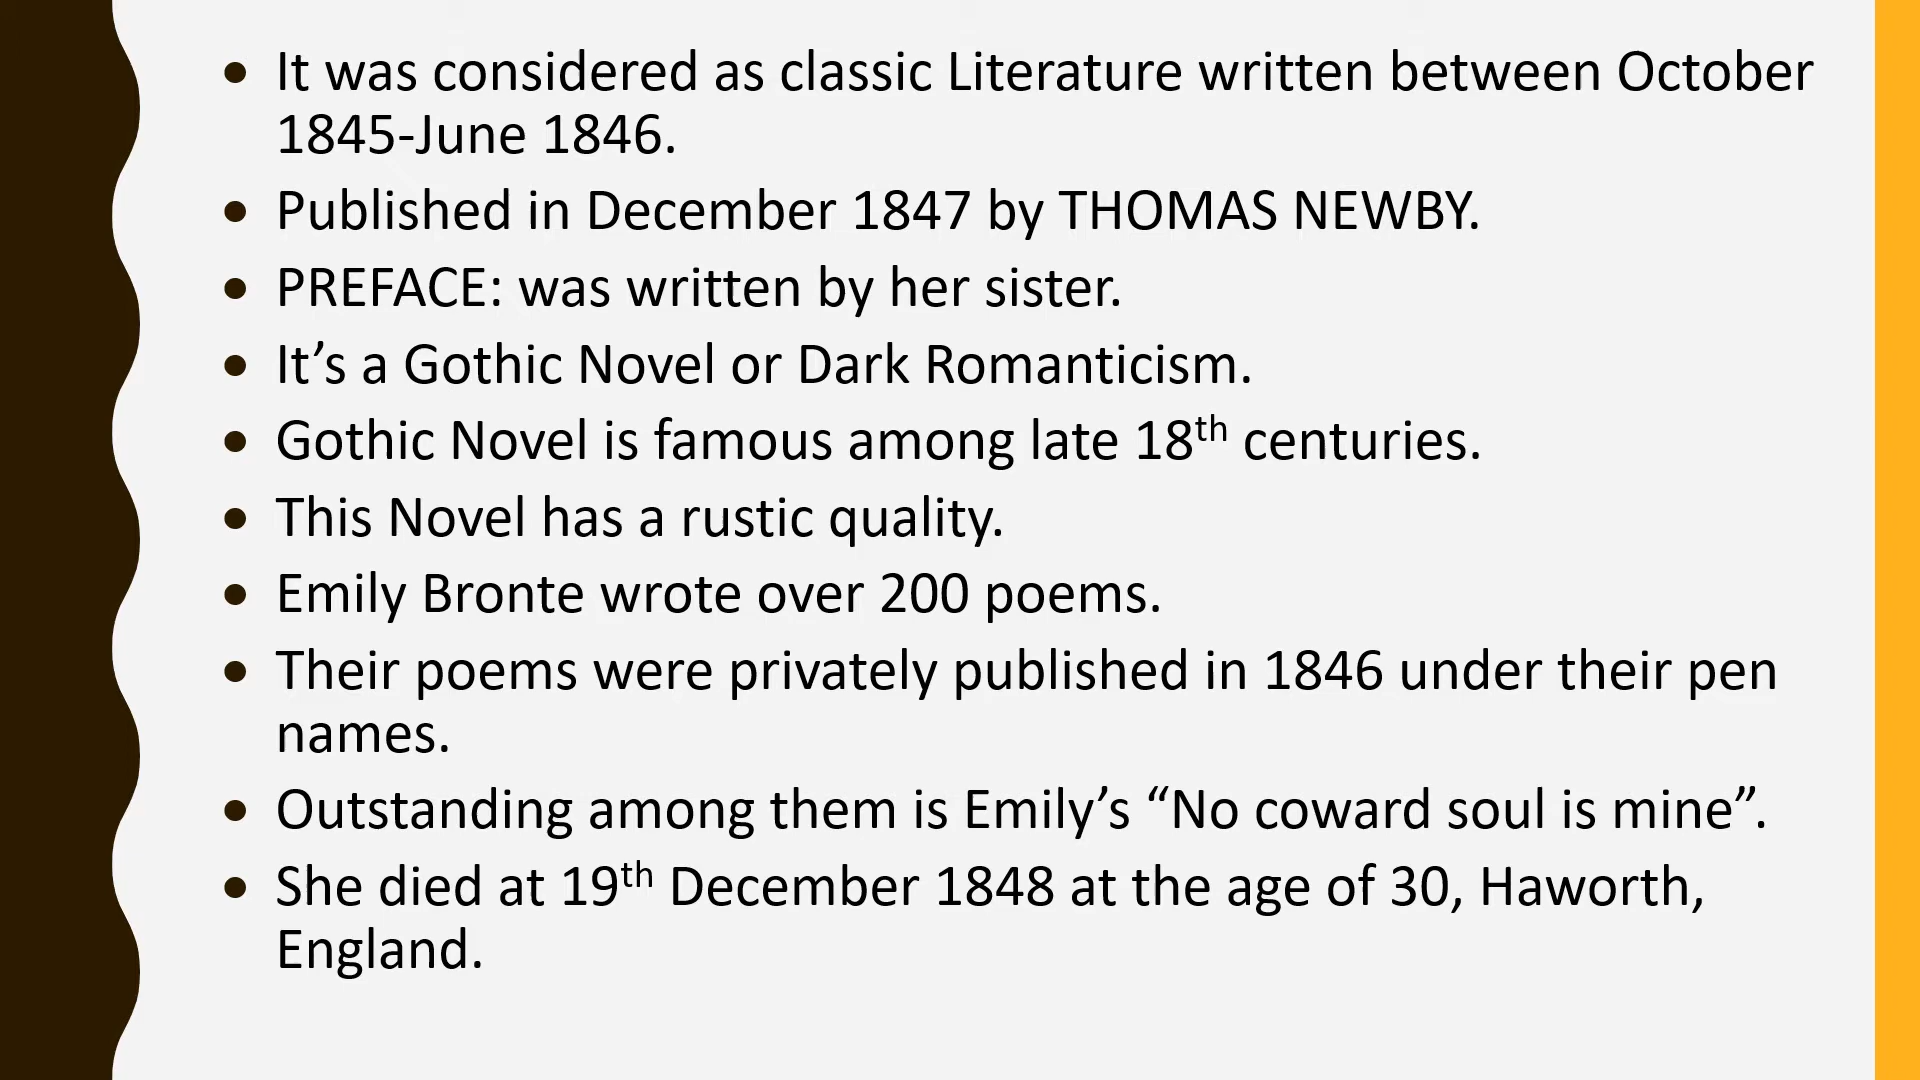 • It was considered as classic Literature written between October
1845-June 1846.
• Published in December 1847 by THOMAS NEWBY.
• PREFACE: was written by her sister.
• It’s a Gothic Novel or Dark Romanticism.
• Gothic Novel is famous among late 18th centuries.
• This Novel has a rustic quality.
• Emily Bronte wrote over 200 poems.
• Their poems were privately published in 1846 under their pen
names.
• Outstanding among them is Emily’s “No coward soul is mine”.
• She died at 19th December 1848 at the age of 30, Haworth,
England.